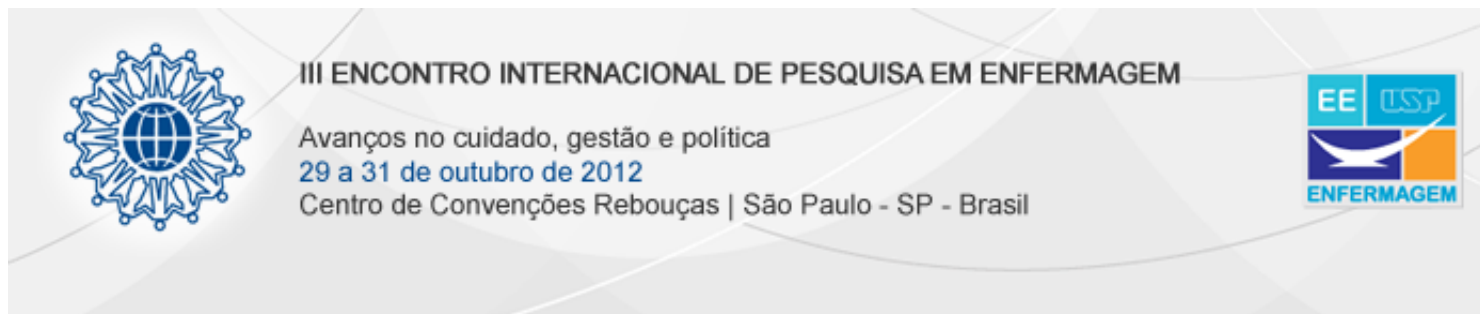 III ENCONTRO INTERNACIONAL DE PESQUISA EM ENFERMAGEM
Avanços no cuidado, gestão e política
29 a 31 de outubro de 2012
Centro de Convenções Rebouças | São Paulo - SP - Brasil
EE USP
ENFERMAGEM